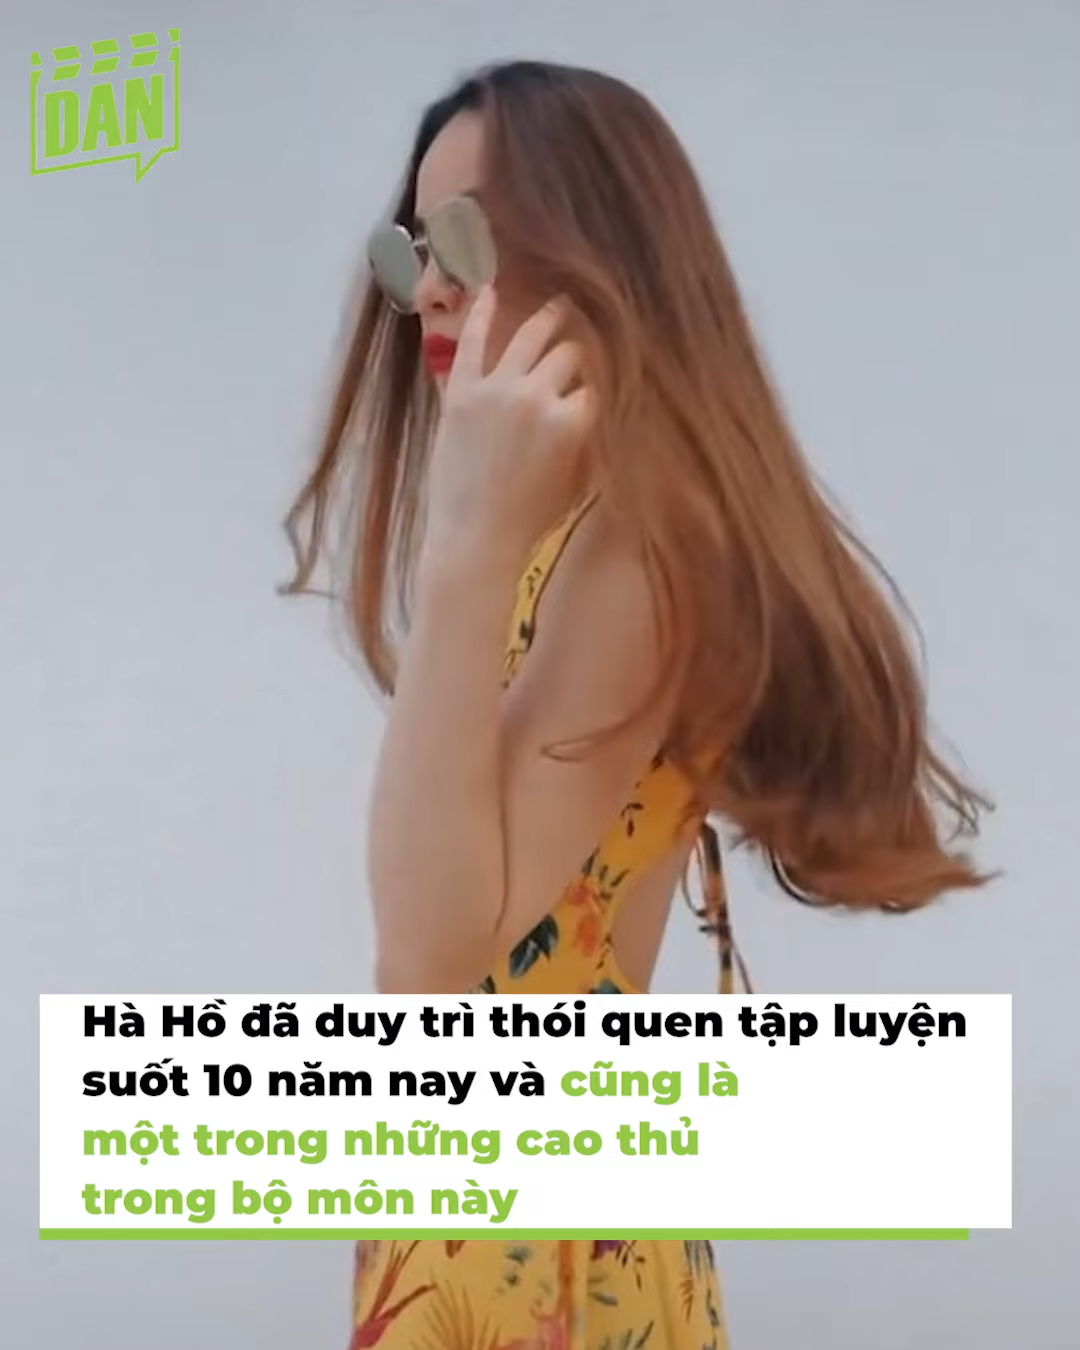 DAN
Hà Hồ đã duy trì thói quen tập luyện
suốt 10 năm nay và cũng là
một trong những cao thủ
trong bộ môn này